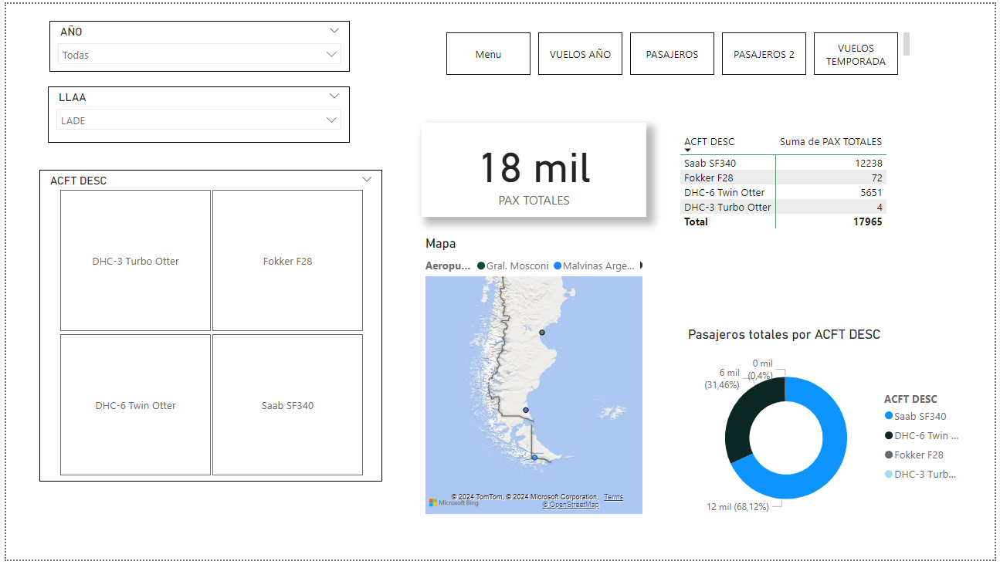 AÑO
Todas
LLAA
LADE
ACFT DESC
DHC-3 Turbo Otter
Fokker F28
DHC-6 Twin Otter
Saab SF340
Menu
VUELOS AÑO
PASAJEROS
PASAJEROS 2
VUELOS
TEMPORADA
18 mil
PAX TOTALES
ACFT DESC Suma de PAX TOTALES
Saab SF340 12238
Fokker F28 72
DHC-6 Twin Otter 5651
DHC-3 Turbo Otter 4
Total 17965
Mapa
Aeropu... Gral. Mosconi Malvinas Arge...
© 2024 TomTom, © 2024 Microsoft Corporation, Terms
© OpenStreetMap
Microsoft Bing
Pasajeros totales por ACFT DESC
0 mil
(0,4%)
6 mil
(31,46%)
12 mil (68,12%)
ACFT DESC
Saab SF340
DHC-6 Twin ...
Fokker F28
DHC-3 Turb...